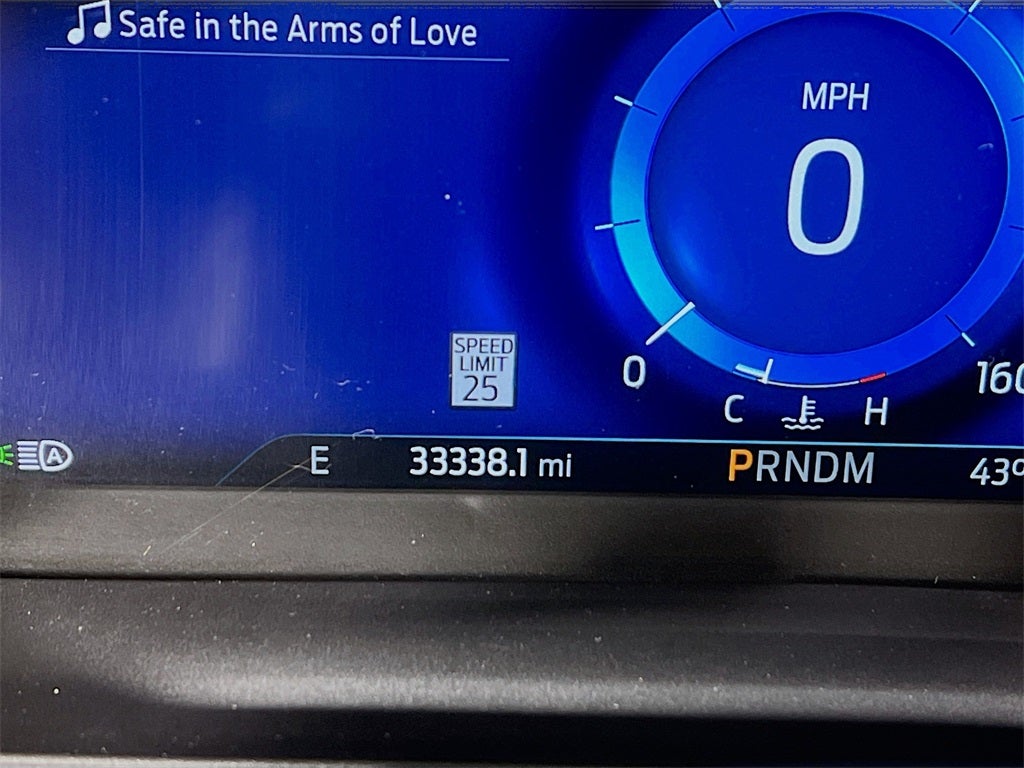 Safe in the Arms of Love
MPH
0
SPEED
LIMIT
25
0
160
C H
A
E 33338.1 mi PRNDM 43°